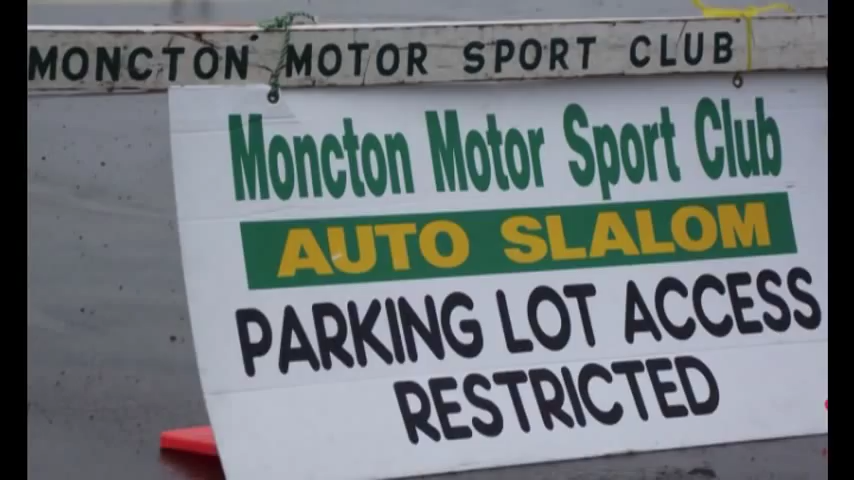 MONCTON MOTOR SPORT CLUB
Moncton Motor Sport Club
AUTO SLALOM
PARKING LOT ACCESS
RESTRICTED